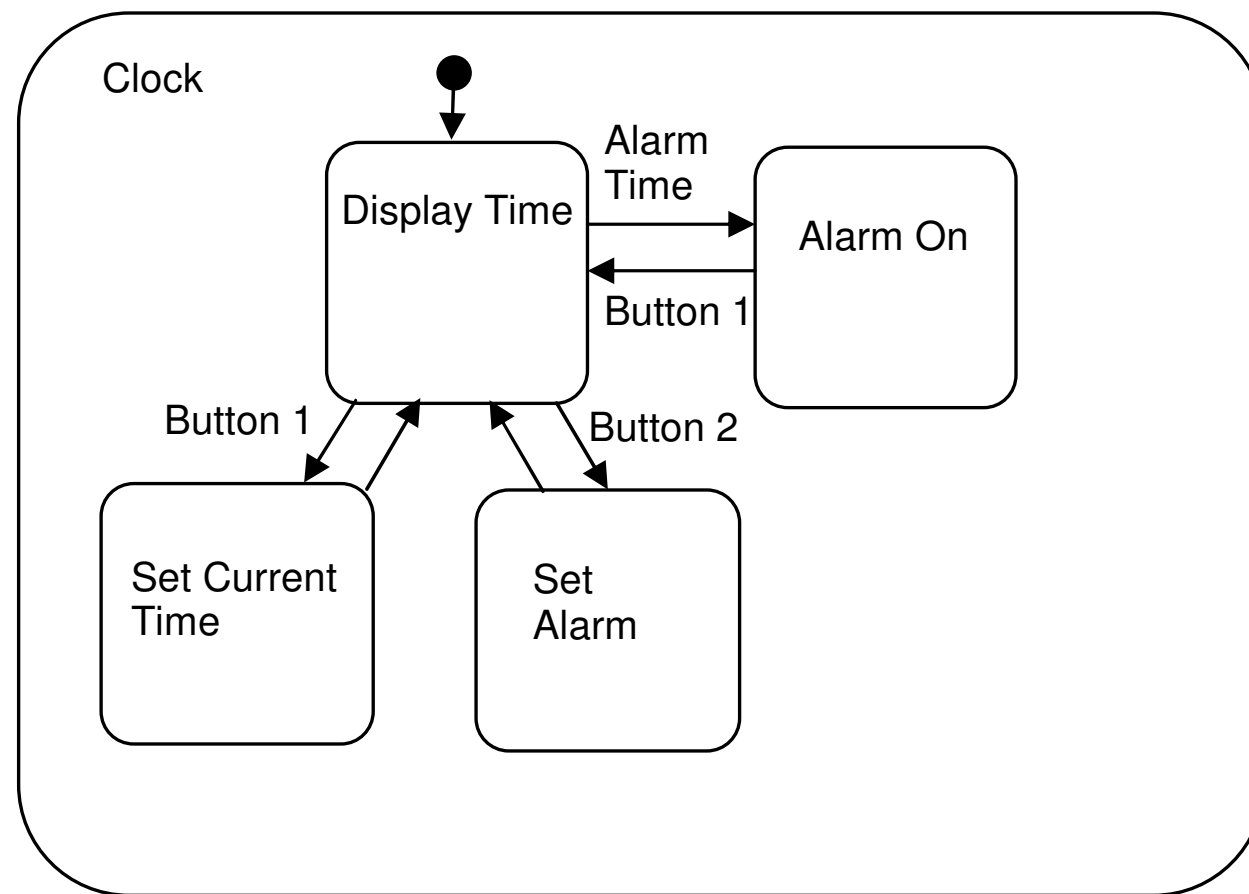 Clock
Alarm
Time
Display Time
Alarm On
Button 1
Button 1
Button 2
Set Current
Time
Set
Alarm